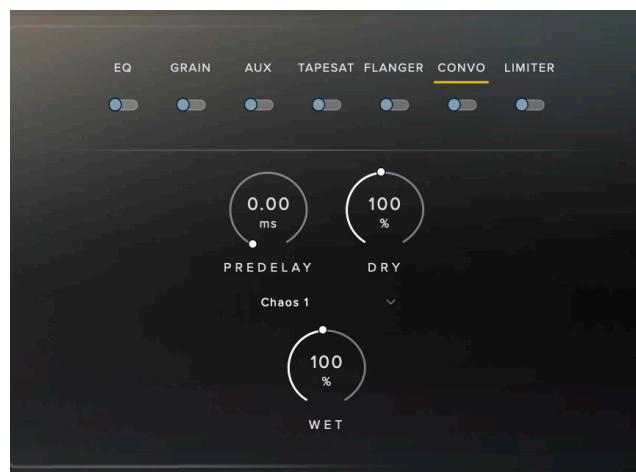 EQ GRAIN AUX TAPESAT FLANGER CONVO LIMITER
0.00 100
ms %
PREDELAY DRY
Chaos 1
100
%
WET